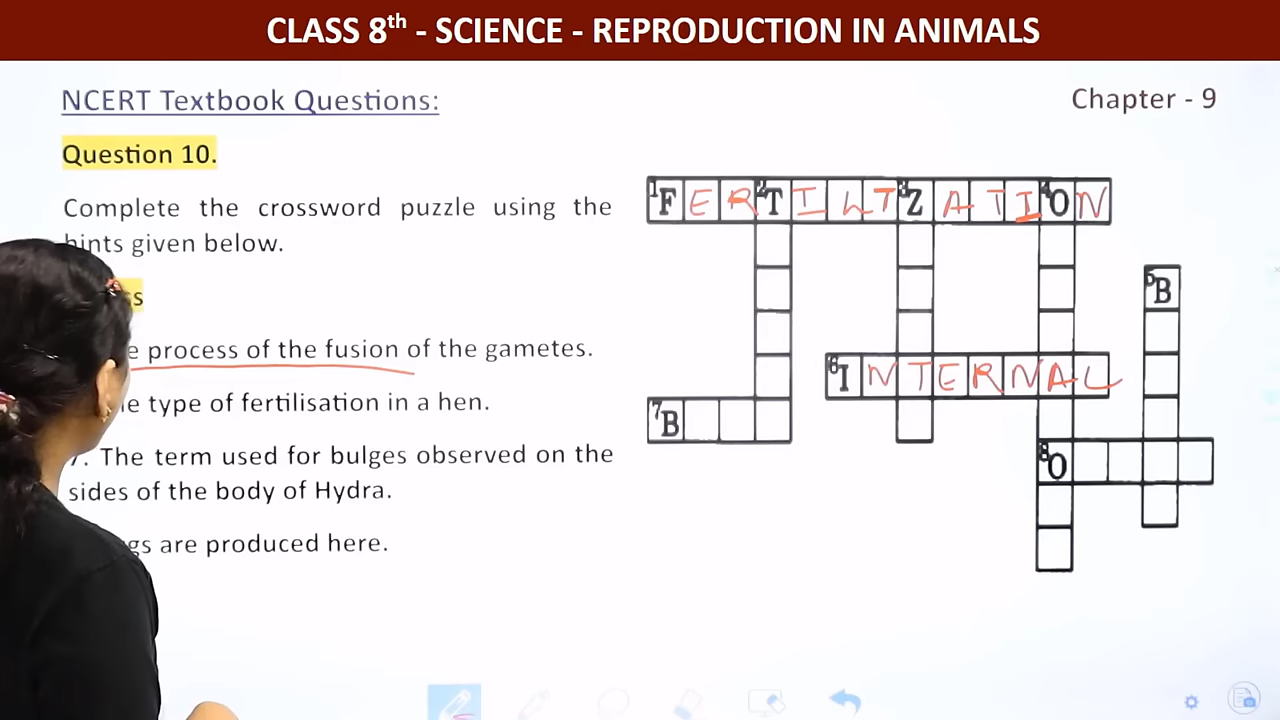 CLASS 8th - SCIENCE - REPRODUCTION IN ANIMALS
NCERT Textbook Questions:
Chapter - 9
Question 10.
Complete the crossword puzzle using the
hints given below.
process of the fusion of the gametes.
type of fertilisation in a hen.
7. The term used for bulges observed on the
sides of the body of Hydra.
are produced here.
1 F E R 2 T I L T 3 Z A T I 4 O N
5 B
6 I N T E R N A L
7 B
8 O